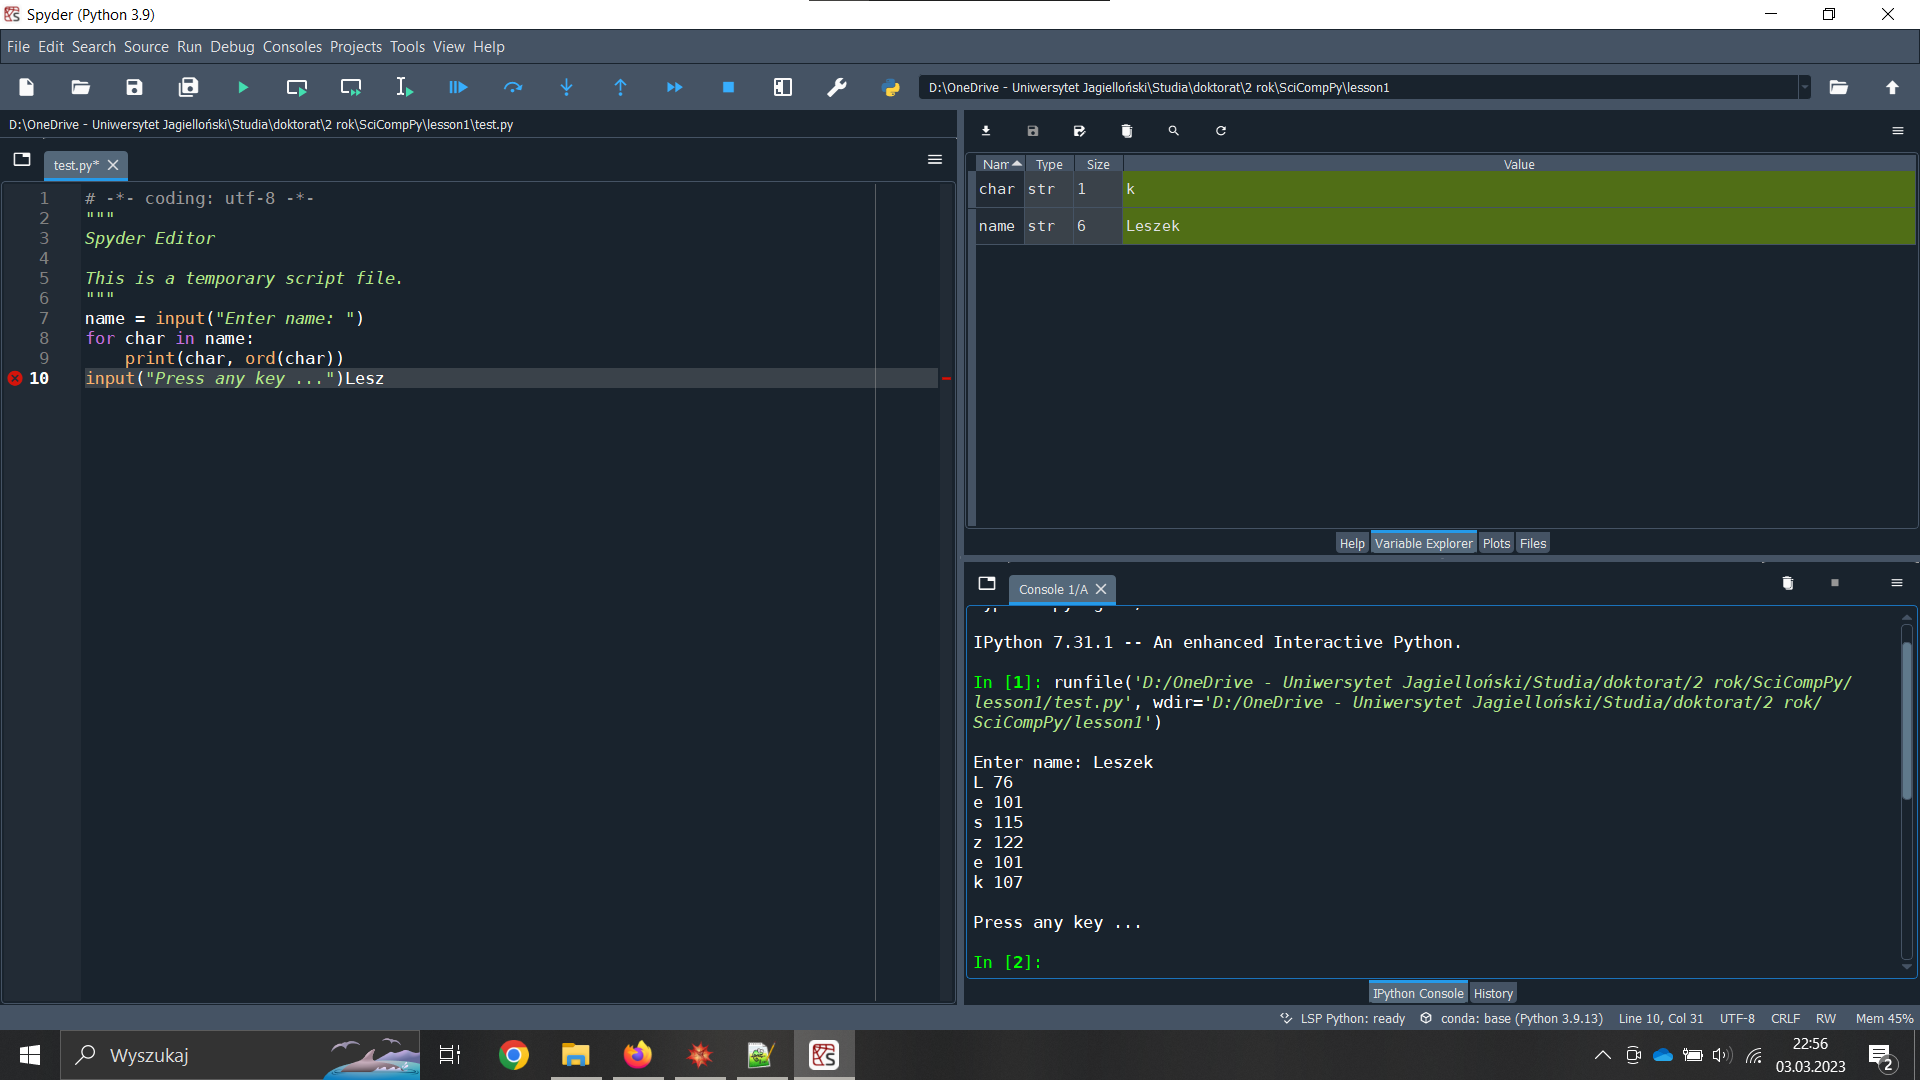 Spyder (Python 3.9)
File Edit Search Source Run Debug Consoles Projects Tools View Help
D:\OneDrive - Uniwersytet Jagielloński\Studia\doktorat\2 rok\SciCompPy\lesson1
D:\OneDrive - Uniwersytet Jagielloński\Studia\doktorat\2 rok\SciCompPy\lesson1\test.py
test.py*
1 # -*- coding: utf-8 -*-
2 """
3 Spyder Editor
4
5 This is a temporary script file.
6 """
7 name = input("Enter name: ")
8 for char in name:
9 print(char, ord(char))
10 input("Press any key ...")Lesz
Nar Type Size Value
char str 1 k
name str 6 Leszek
Help Variable Explorer Plots Files
Console 1/A
IPython 7.31.1 -- An enhanced Interactive Python.
In [1]: runfile('D:/OneDrive - Uniwersytet Jagielloński/Studia/doktorat/2 rok/SciCompPy/
lesson1/test.py', wdir='D:/OneDrive - Uniwersytet Jagielloński/Studia/doktorat/2 rok/
SciCompPy/lesson1')
Enter name: Leszek
L 76
e 101
s 115
z 122
e 101
k 107
Press any key ...
In [2]:
IPython Console History
LSP Python: ready conda: base (Python 3.9.13) Line 10, Col 31 UTF-8 CRLF RW Mem 45%
Wyszukaj
22:56
03.03.2023
2